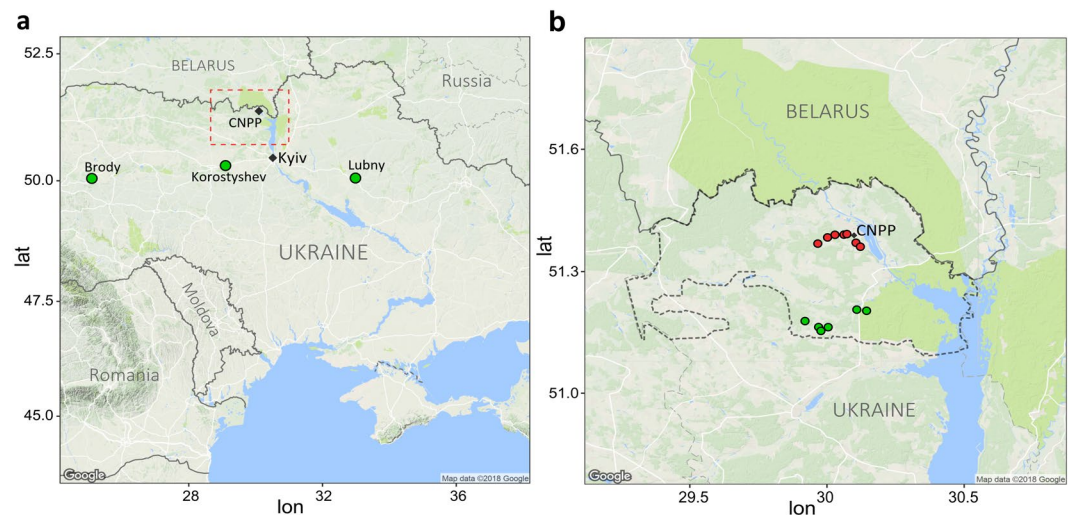 a
52.5
50.0
47.5
45.0
lat
BELARUS
Russia
CNPP
Kyiv
Brody
Korostyshev
Lubny
UKRAINE
Moldova
Romania
Google
Map data ©2018 Google
28
32
36
lon
b
51.6
51.3
51.0
lat
BELARUS
CNPP
UKRAINE
Google
Map data ©2018 Google
29.5
30
30.5
lon